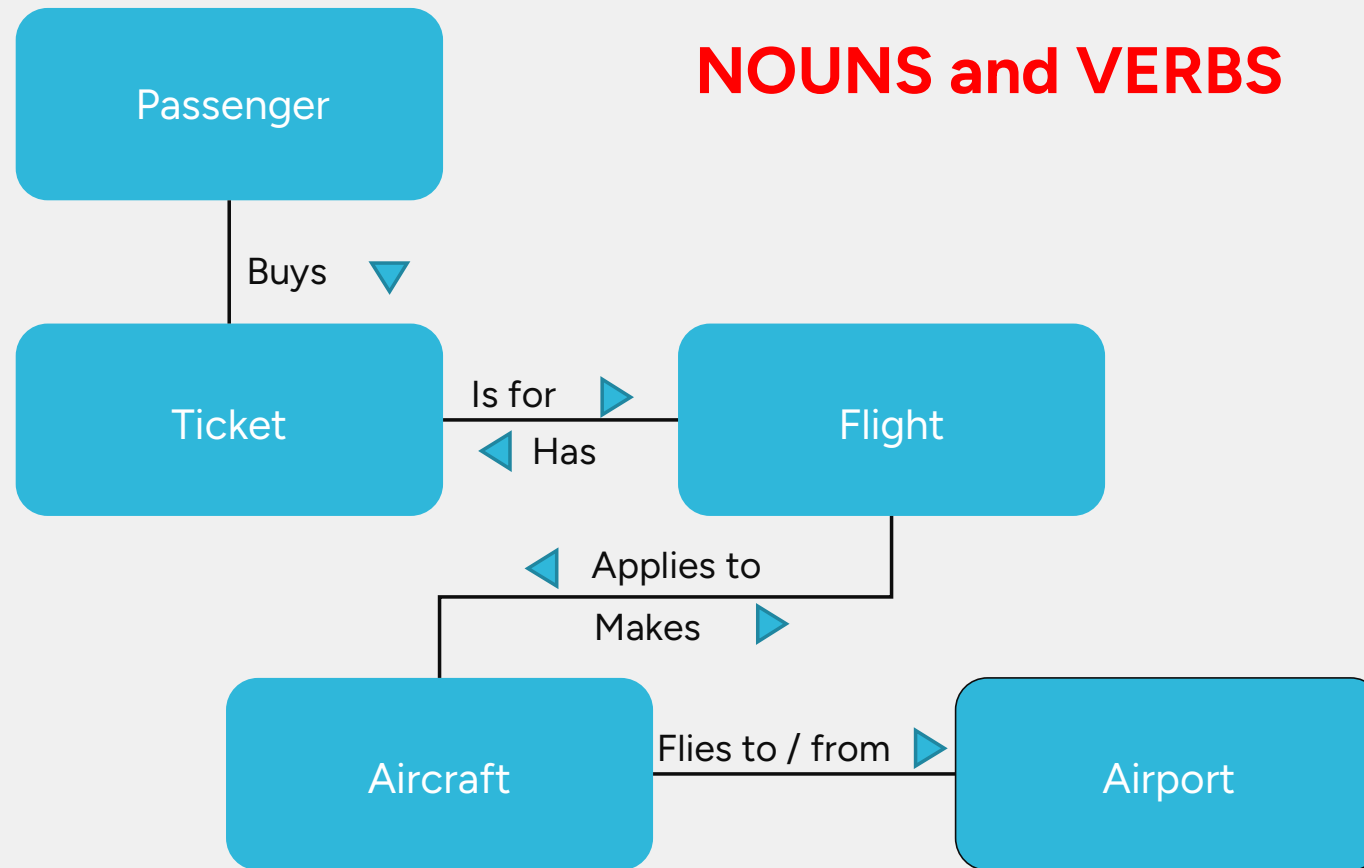 Passenger
NOUNS and VERBS
Buys
Ticket
Is for
Has
Flight
Applies to
Makes
Aircraft
Flies to / from
Airport